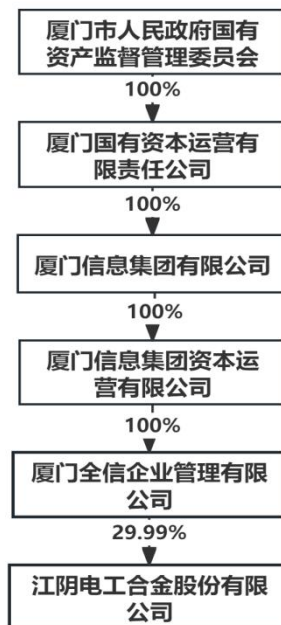 厦门市人民政府国有
资产监督管理委员会
100%
厦门国有资本运营有
限责任公司
100%
厦门信息集团有限公司
100%
厦门信息集团资本运
营有限公司
100%
厦门全信企业管理有限
公司
29.99%
江阴电工合金股份有限
公司